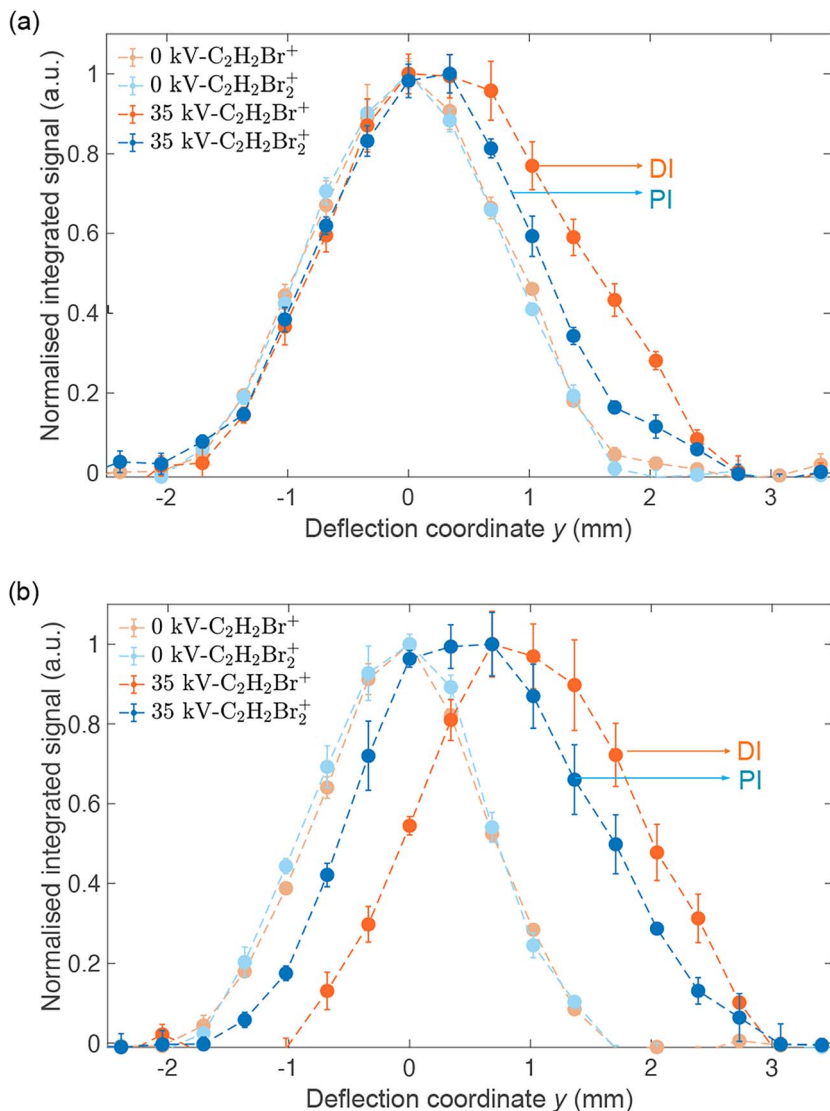 (a)
Normalised integrated signal (a.u.)
1
0.8
0.6
0.4
0.2
0
0 kV-C₂H₂Br⁺
0 kV-C₂H₂Br₂⁺
35 kV-C₂H₂Br⁺
35 kV-C₂H₂Br₂⁺
DI
PI
-2 -1 0 1 2 3
Deflection coordinate y (mm)
(b)
Normalised integrated signal (a.u.)
1
0.8
0.6
0.4
0.2
0
0 kV-C₂H₂Br⁺
0 kV-C₂H₂Br₂⁺
35 kV-C₂H₂Br⁺
35 kV-C₂H₂Br₂⁺
DI
PI
-2 -1 0 1 2 3
Deflection coordinate y (mm)